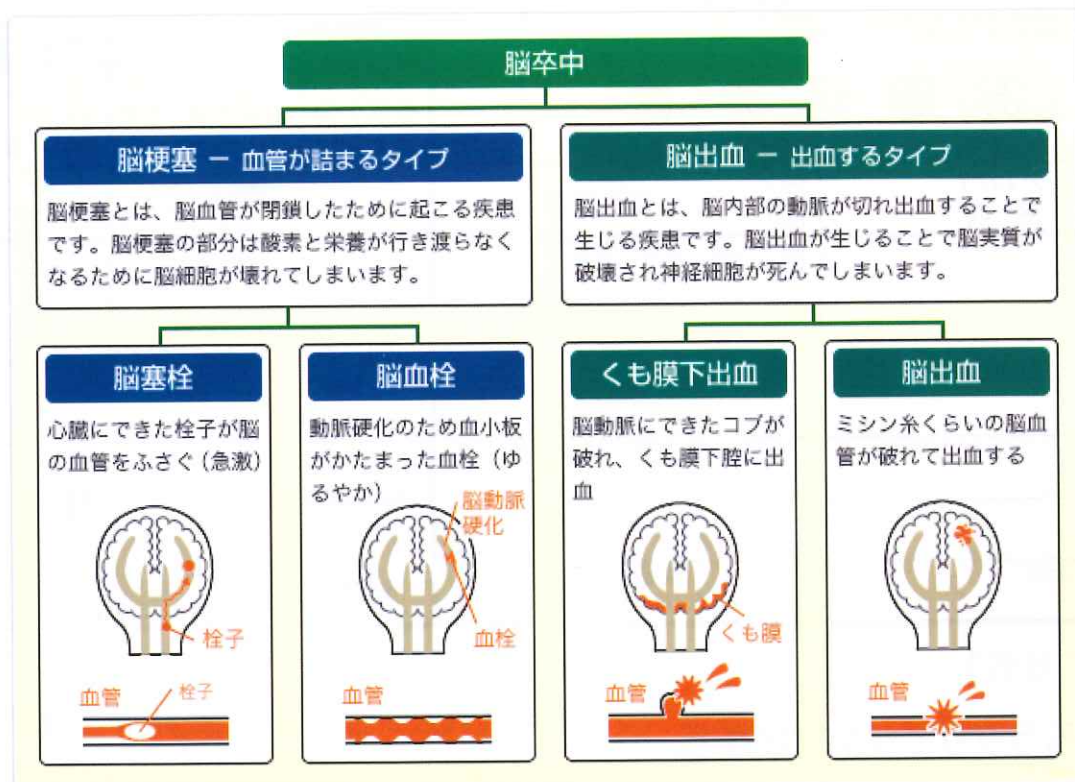 脳卒中
脳梗塞 － 血管が詰まるタイプ
脳梗塞とは、脳血管が閉鎖したために起こる疾患
です。脳梗塞の部分は酸素と栄養が行き渡らなく
なるために脳細胞が壊れてしまいます。
脳出血 － 出血するタイプ
脳出血とは、脳内部の動脈が切れ出血することで
生じる疾患です。脳出血が生じることで脳実質が
破壊され神経細胞が死んでしまいます。
脳塞栓
心臓にできた栓子が脳
の血管をふさぐ（急激）
栓子
血管
栓子
脳血栓
動脈硬化のため血小板
がかたまった血栓（ゆ
るやか）
脳動脈
硬化
血栓
血管
くも膜下出血
脳動脈にできたコブが
破れ、くも膜下腔に出
血
くも膜
血管
脳出血
ミシン糸くらいの脳血
管が破れて出血する
血管